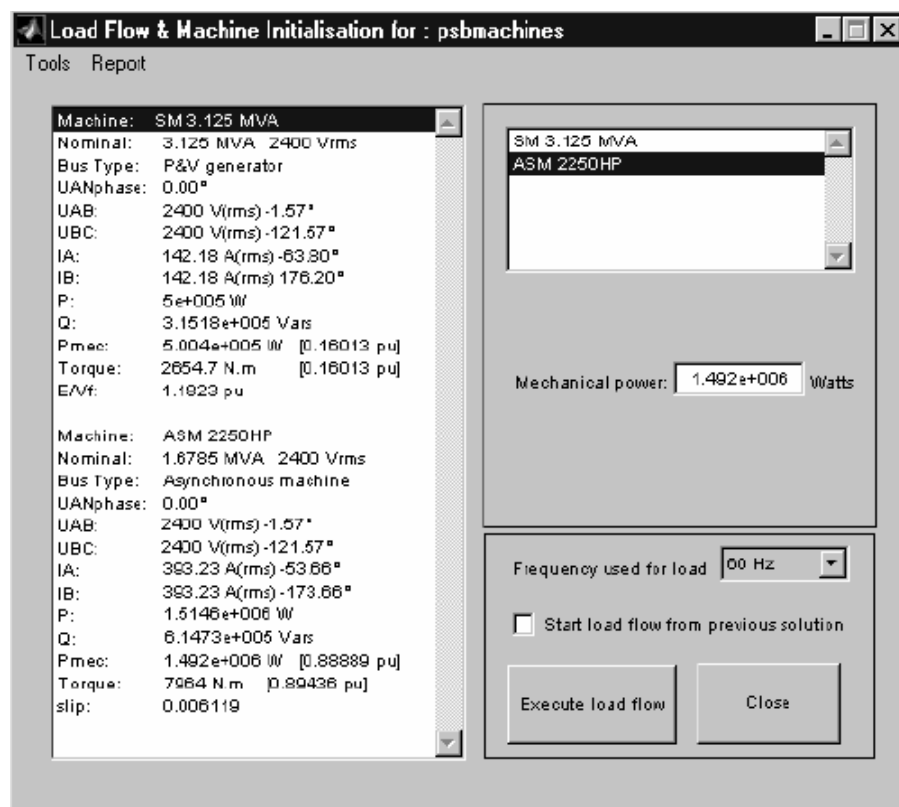 Load Flow & Machine Initialisation for : psbmachines
Tools Report
Machine: SM 3.125 MVA
Nominal: 3.125 MVA 2400 Vrms
Bus Type: P&V generator
UANphase: 0.00°
UAB: 2400 V(rms) -1.57°
UBC: 2400 V(rms) -121.57°
IA: 142.18 A(rms) -63.80°
IB: 142.18 A(rms) 176.20°
P: 5e+005 W
Q: 3.1518e+005 Vars
Pmec: 5.004e+005 W [0.16013 pu]
Torque: 2654.7 N.m [0.16013 pu]
E/Vf: 1.1923 pu
Machine: ASM 2250HP
Nominal: 1.6785 MVA 2400 Vrms
Bus Type: Asynchronous machine
UANphase: 0.00°
UAB: 2400 V(rms) -1.57°
UBC: 2400 V(rms) -121.57°
IA: 393.23 A(rms) -53.66°
IB: 393.23 A(rms) -173.66°
P: 1.5146e+006 W
Q: 6.1473e+005 Vars
Pmec: 1.492e+006 W [0.88889 pu]
Torque: 7964 N.m [0.89436 pu]
slip: 0.006119
SM 3.125 MVA
ASM 2250HP
Mechanical power: 1.492e+006 Watts
Frequency used for load 60 Hz
Start load flow from previous solution
Execute load flow
Close